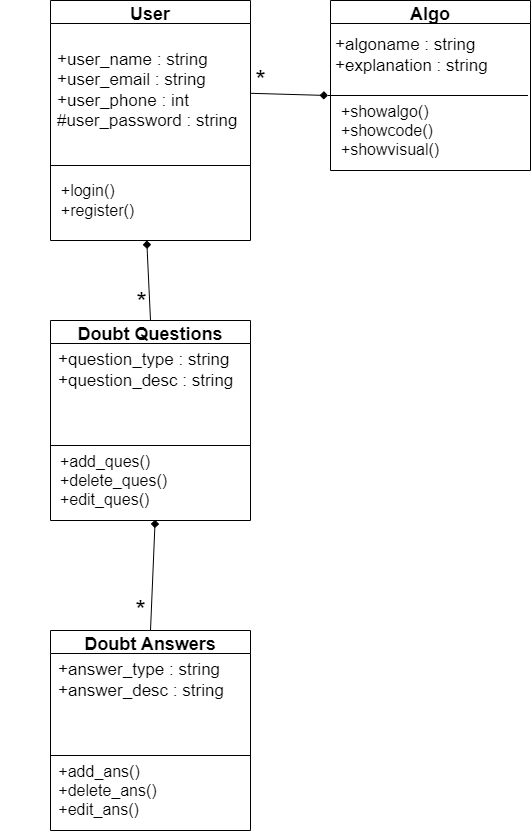 User
+user_name : string
+user_email : string
+user_phone : int
#user_password : string
+login()
+register()
Algo
+algoname : string
+explanation : string
+showalgo()
+showcode()
+showvisual()
*
*
Doubt Questions
+question_type : string
+question_desc : string
+add_ques()
+delete_ques()
+edit_ques()
*
Doubt Answers
+answer_type : string
+answer_desc : string
+add_ans()
+delete_ans()
+edit_ans()